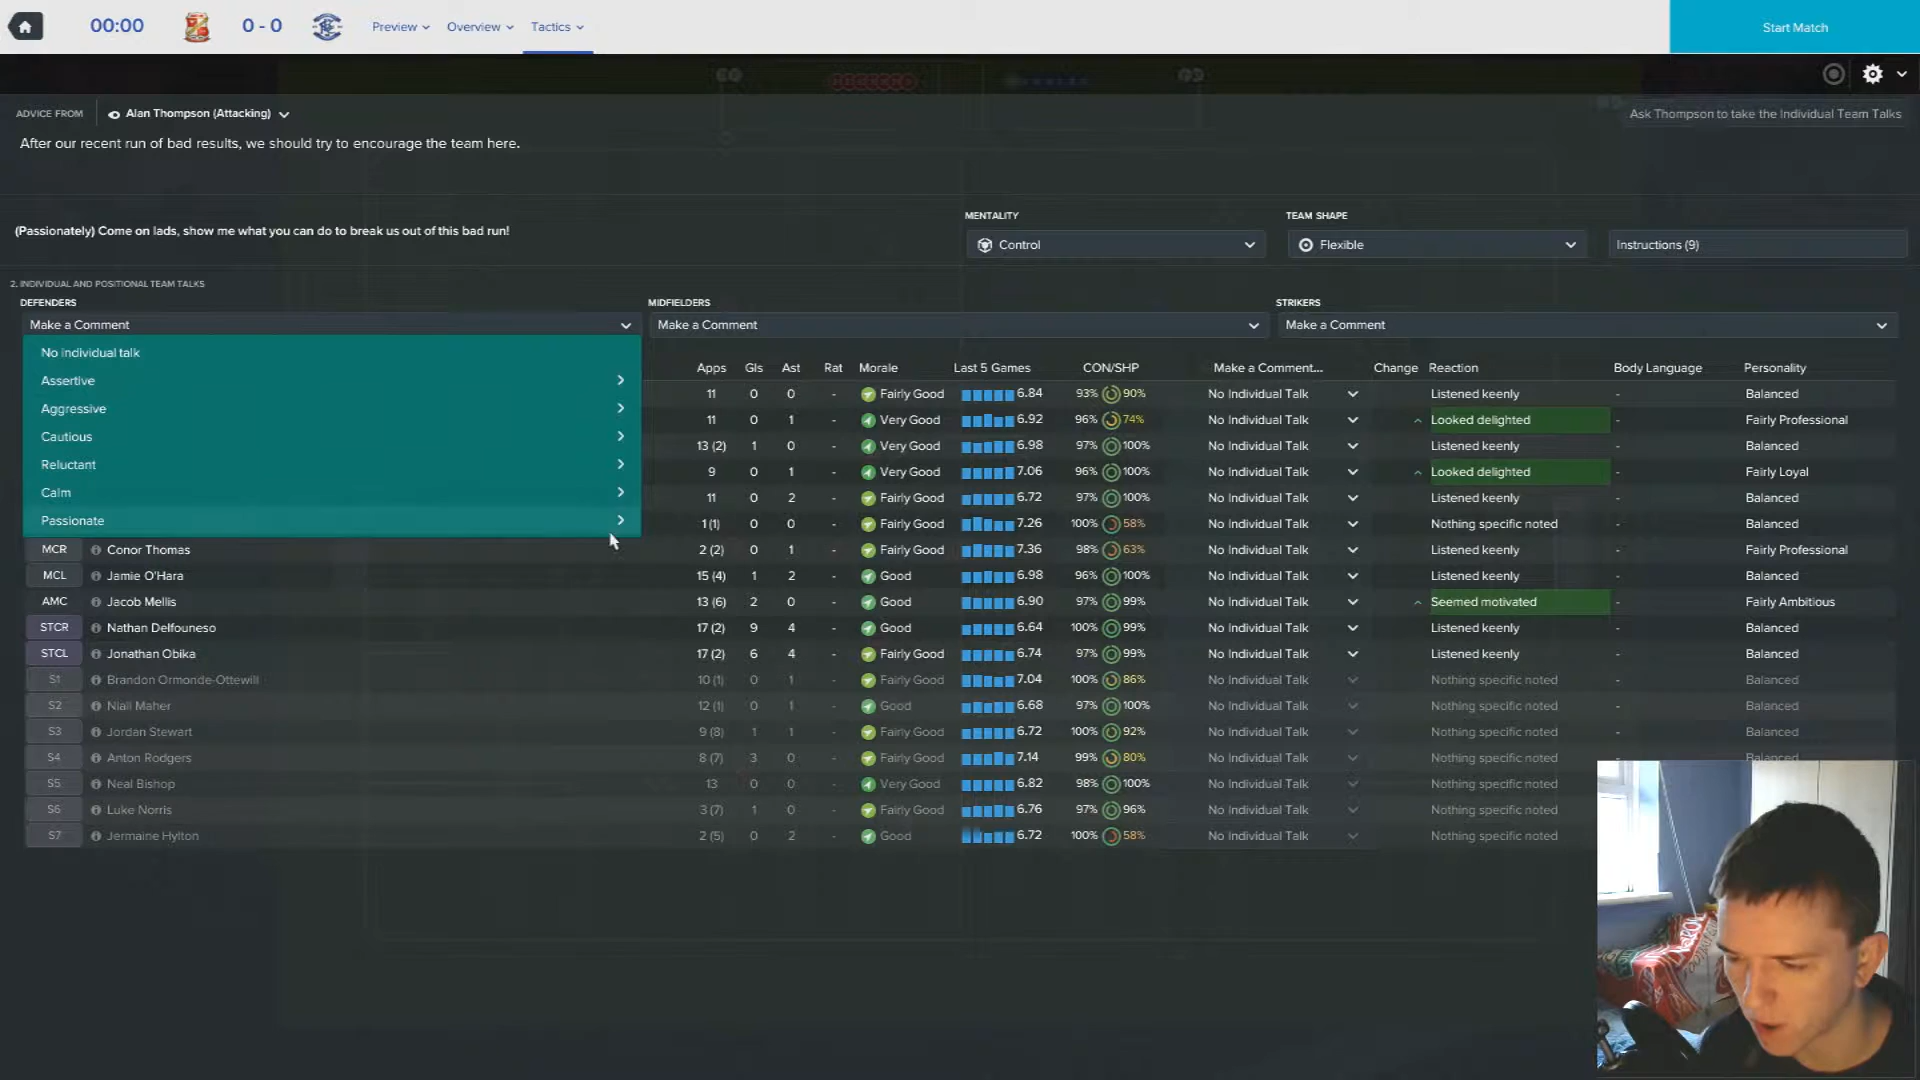 00:00 0 - 0 Preview Overview Tactics Start Match
ADVICE FROM Alan Thompson (Attacking) Ask Thompson to take the Individual Team Talks
After our recent run of bad results, we should try to encourage the team here.
MENTALITY TEAM SHAPE
(Passionately) Come on lads, show me what you can do to break us out of this bad run!
Control Flexible Instructions (9)
2. INDIVIDUAL AND POSITIONAL TEAM TALKS
DEFENDERS MIDFIELDERS STRIKERS
Make a Comment Make a Comment Make a Comment
No individual talk
Assertive
Aggressive
Cautious
Reluctant
Calm
Passionate
Apps Gls Ast Rat Morale Last 5 Games CON/SHP Make a Comment... Change Reaction Body Language Personality
11 0 0 - Fairly Good 6.84 93% 90% No Individual Talk Listened keenly - Balanced
11 0 1 - Very Good 6.92 96% 74% No Individual Talk Looked delighted - Fairly Professional
13 (2) 1 0 - Very Good 6.98 97% 100% No Individual Talk Listened keenly - Balanced
9 0 1 - Very Good 7.06 96% 100% No Individual Talk Looked delighted - Fairly Loyal
11 0 2 - Fairly Good 6.72 97% 100% No Individual Talk Listened keenly - Balanced
1 (1) 0 0 - Fairly Good 7.26 100% 58% No Individual Talk Nothing specific noted - Balanced
MCR Conor Thomas 2 (2) 0 1 - Fairly Good 7.36 98% 63% No Individual Talk Listened keenly - Fairly Professional
MCL Jamie O'Hara 15 (4) 1 2 - Good 6.98 96% 100% No Individual Talk Listened keenly - Balanced
AMC Jacob Mellis 13 (6) 2 0 - Good 6.90 97% 99% No Individual Talk Seemed motivated - Fairly Ambitious
STCR Nathan Delfouneso 17 (2) 9 4 - Good 6.64 100% 99% No Individual Talk Listened keenly - Balanced
STCL Jonathan Obika 17 (2) 6 4 - Fairly Good 6.74 97% 99% No Individual Talk Listened keenly - Balanced
S1 Brandon Ormonde-Ottewill 10 (1) 0 1 - Fairly Good 7.04 100% 86% No Individual Talk Nothing specific noted - Balanced
S2 Niall Maher 12 (1) 0 1 - Good 6.68 97% 100% No Individual Talk Nothing specific noted - Balanced
S3 Jordan Stewart 9 (8) 1 1 - Fairly Good 6.72 100% 92% No Individual Talk Nothing specific noted - Balanced
S4 Anton Rodgers 8 (7) 3 0 - Fairly Good 7.14 99% 80% No Individual Talk Nothing specific noted - Balanced
S5 Neal Bishop 13 0 0 - Very Good 6.82 98% 100% No Individual Talk Nothing specific noted
S6 Luke Norris 3 (7) 1 0 - Fairly Good 6.76 97% 96% No Individual Talk Nothing specific noted
S7 Jermaine Hylton 2 (5) 0 2 - Good 6.72 100% 58% No Individual Talk Nothing specific noted